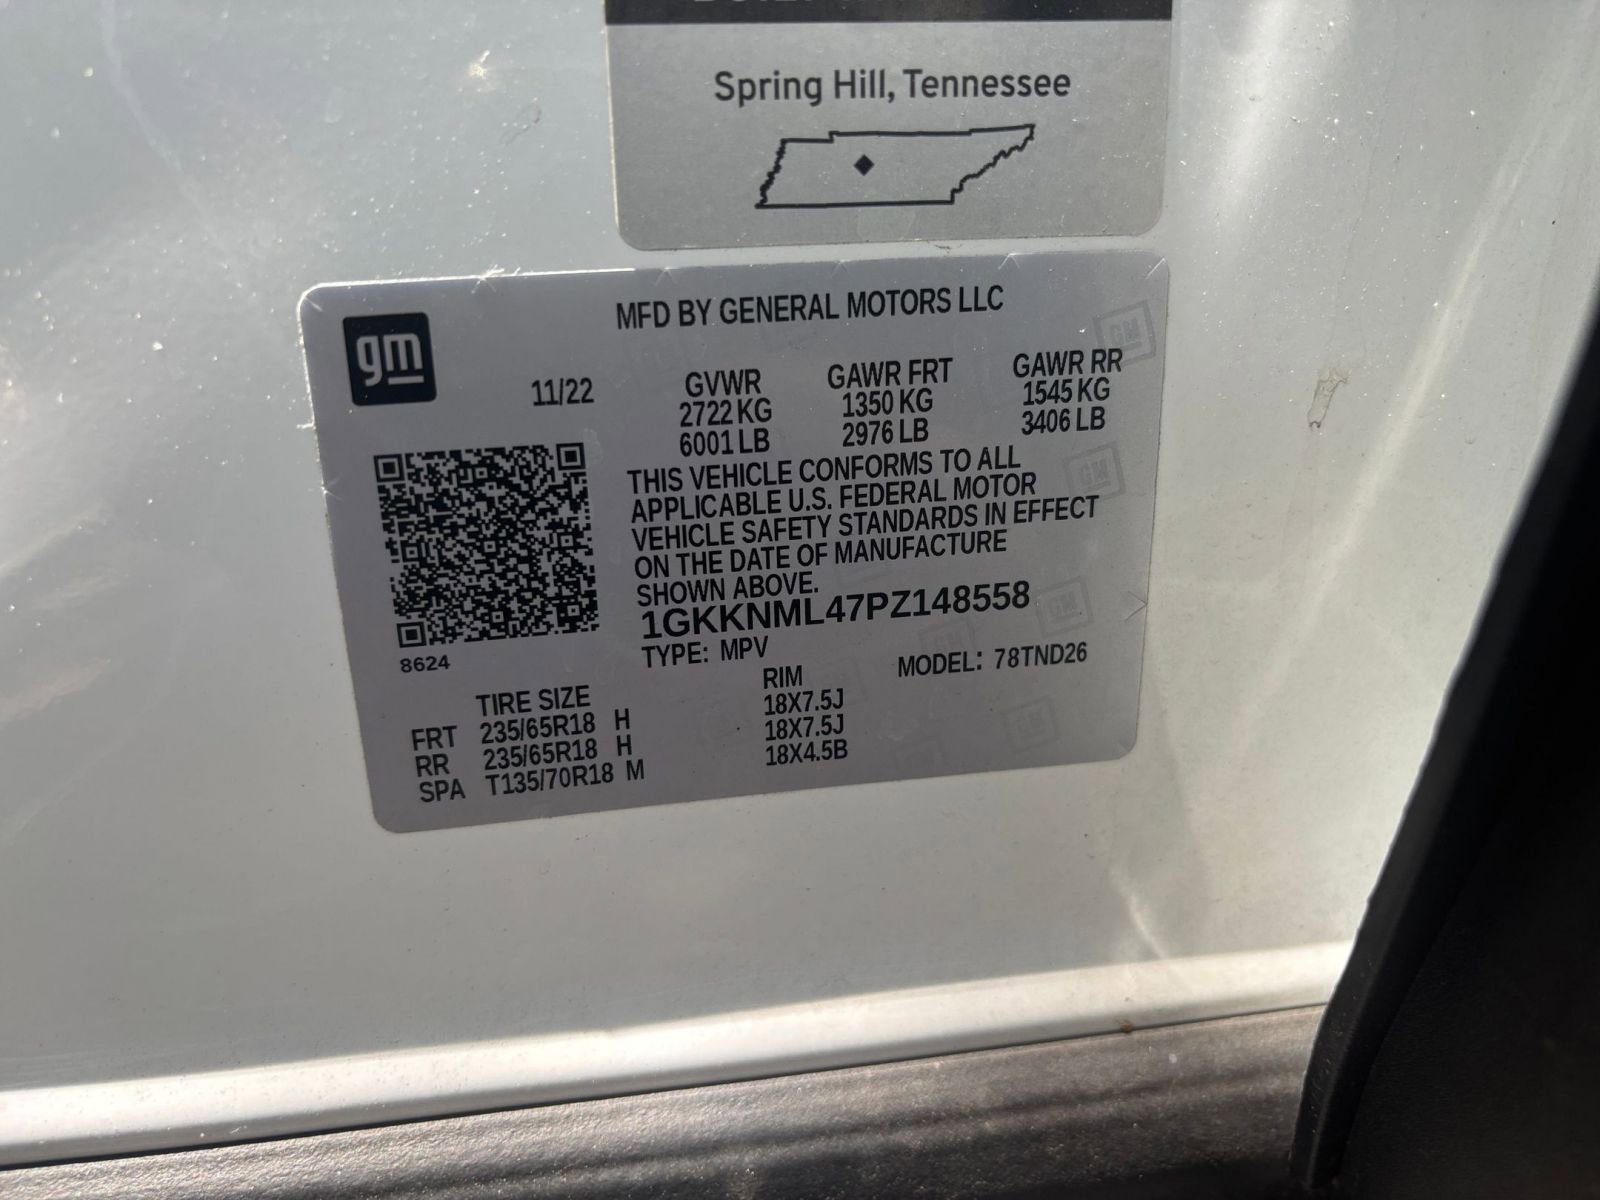 Spring Hill, Tennessee
gm
MFD BY GENERAL MOTORS LLC
11/22
GVWR
2722 KG
6001 LB
GAWR FRT
1350 KG
2976 LB
GAWR RR
1545 KG
3406 LB
THIS VEHICLE CONFORMS TO ALL
APPLICABLE U.S. FEDERAL MOTOR
VEHICLE SAFETY STANDARDS IN EFFECT
ON THE DATE OF MANUFACTURE
SHOWN ABOVE.
1GKKNML47PZ148558
8624
TYPE: MPV
MODEL: 78TND26
TIRE SIZE RIM
FRT 235/65R18 H 18X7.5J
RR 235/65R18 H 18X7.5J
SPA T135/70R18 M 18X4.5B